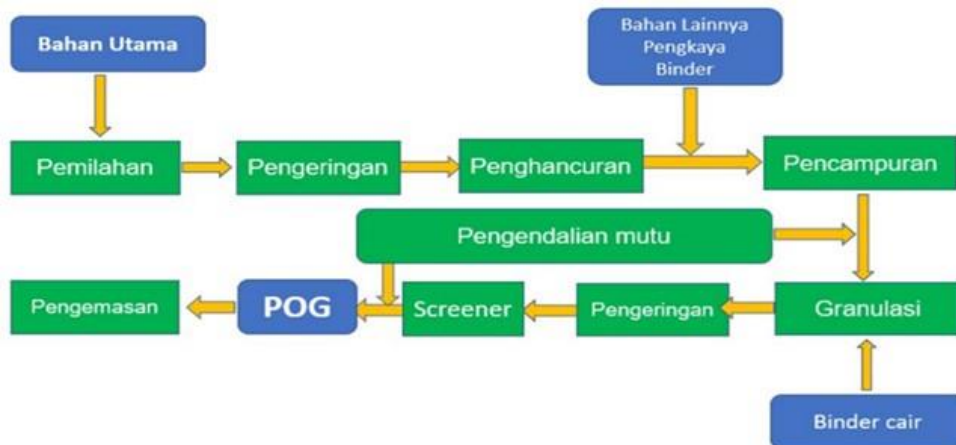 Bahan Utama
Bahan Lainnya
Pengkaya
Binder
Pemilahan
Pengeringan
Penghancuran
Pencampuran
Pengendalian mutu
Pengemasan
POG
Screener
Pengeringan
Granulasi
Binder cair